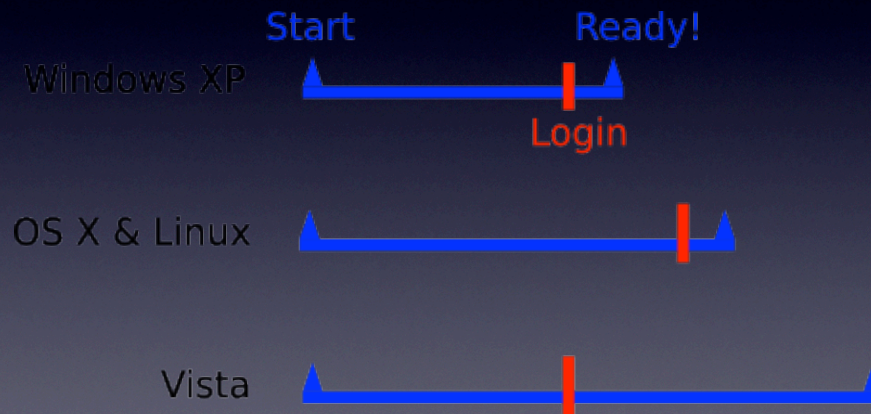 Start Ready!
Windows XP
Login
OS X & Linux
Vista